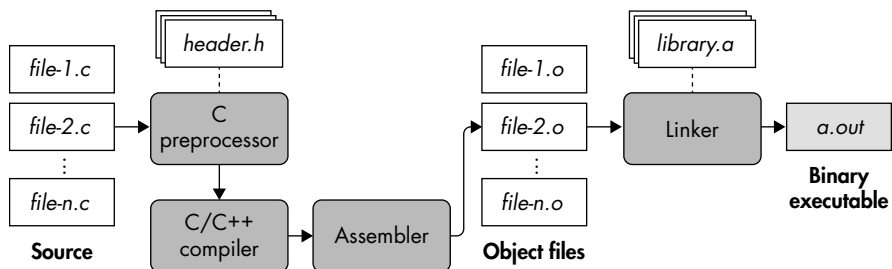 file-1.c
file-2.c
⋮
file-n.c
Source
header.h
C
preprocessor
C/C++
compiler
Assembler
file-1.o
file-2.o
⋮
file-n.o
Object files
library.a
Linker
a.out
Binary
executable